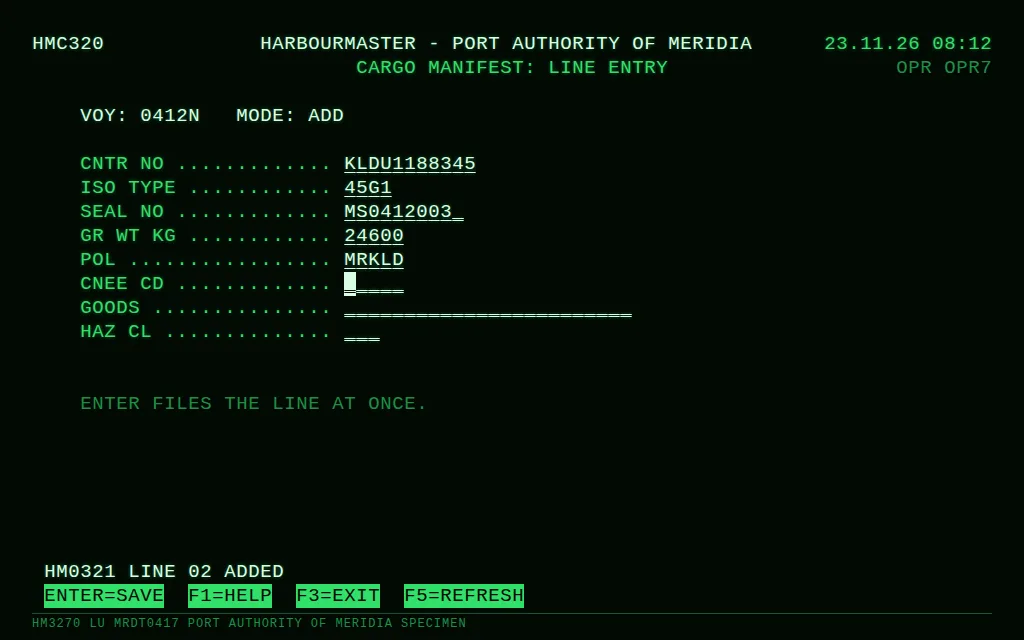 HMC320 HARBOURMASTER - PORT AUTHORITY OF MERIDIA 23.11.26 08:12
CARGO MANIFEST: LINE ENTRY OPR OPR7
VOY: 0412N MODE: ADD
CNTR NO ............. KLDU1188345
ISO TYPE ............ 45G1
SEAL NO ............. MS0412003_
GR WT KG ............ 24600
POL ................. MRKLD
CNEE CD ............. _____
GOODS ............... ________________________
HAZ CL .............. ___
ENTER FILES THE LINE AT ONCE.
HM0321 LINE 02 ADDED
ENTER=SAVE F1=HELP F3=EXIT F5=REFRESH
HM3270 LU MRDT0417 PORT AUTHORITY OF MERIDIA SPECIMEN